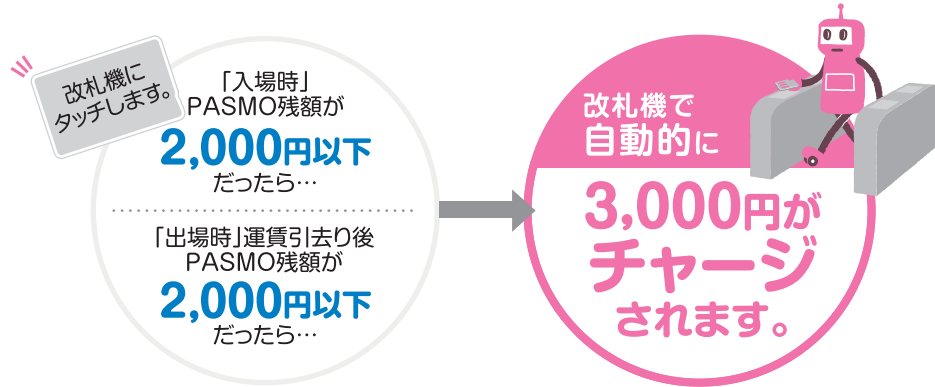 改札機に
タッチします。
「入場時」
PASMO残額が
2,000円以下
だったら…
「出場時」運賃引去り後
PASMO残額が
2,000円以下
だったら…
改札機で
自動的に
3,000円が
チャージ
されます。